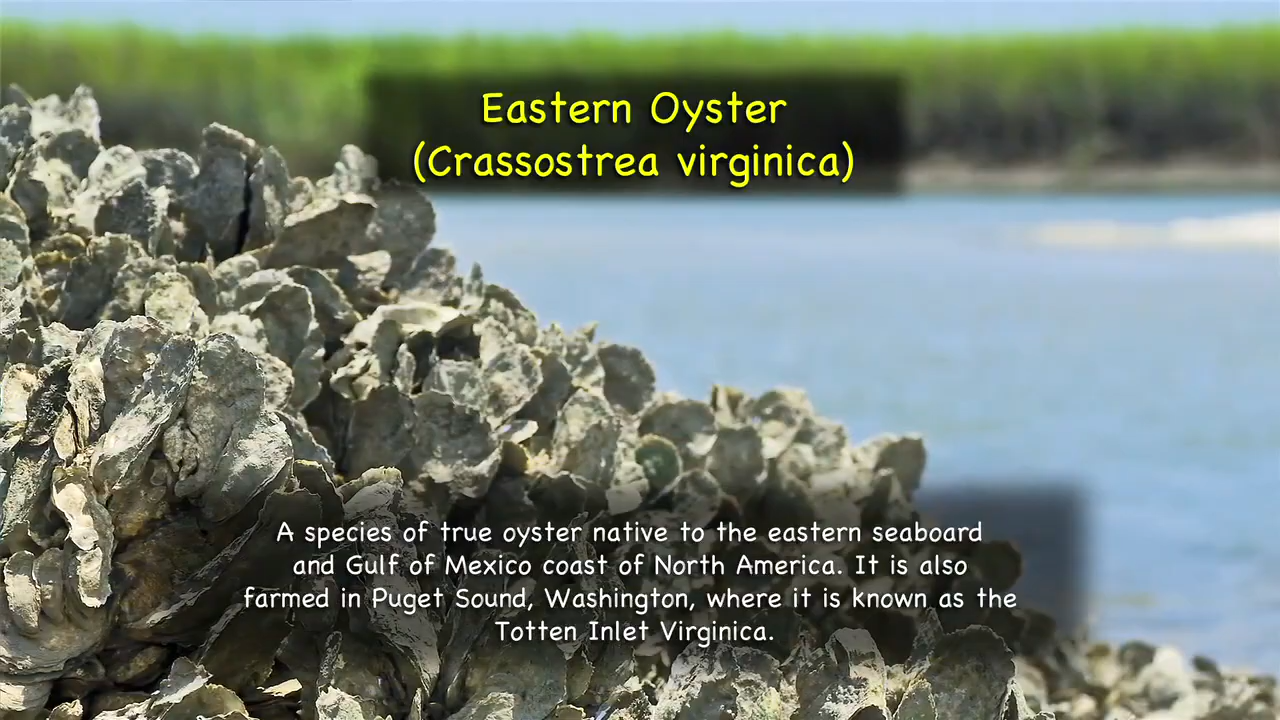 Eastern Oyster
(Crassostrea virginica)
A species of true oyster native to the eastern seaboard
and Gulf of Mexico coast of North America. It is also
farmed in Puget Sound, Washington, where it is known as the
Totten Inlet Virginica.